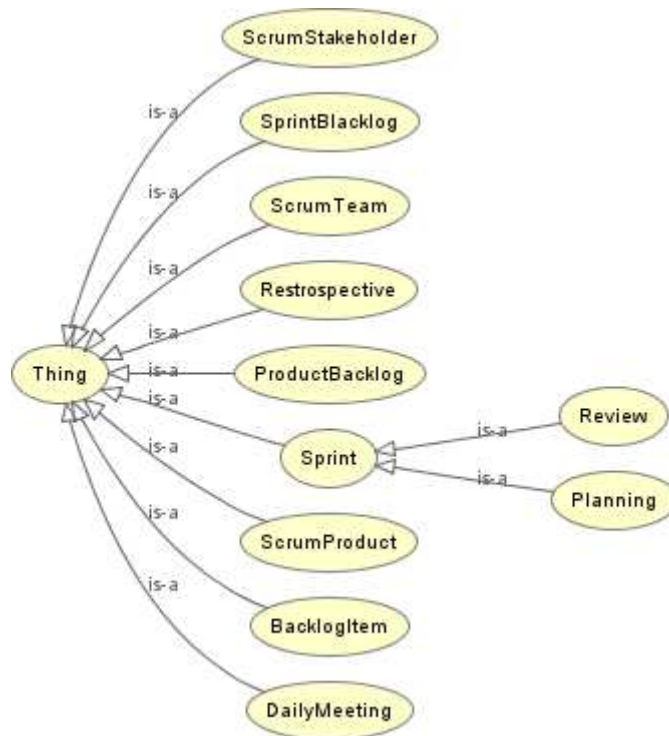 ScrumStakeholder
is-a
SprintBlacklog
is-a
ScrumTeam
is-a
Restrospective
is-a
Thing
is-a
ProductBacklog
is-a
Review
is-a
Sprint
is-a
Planning
is-a
ScrumProduct
is-a
BacklogItem
is-a
DailyMeeting